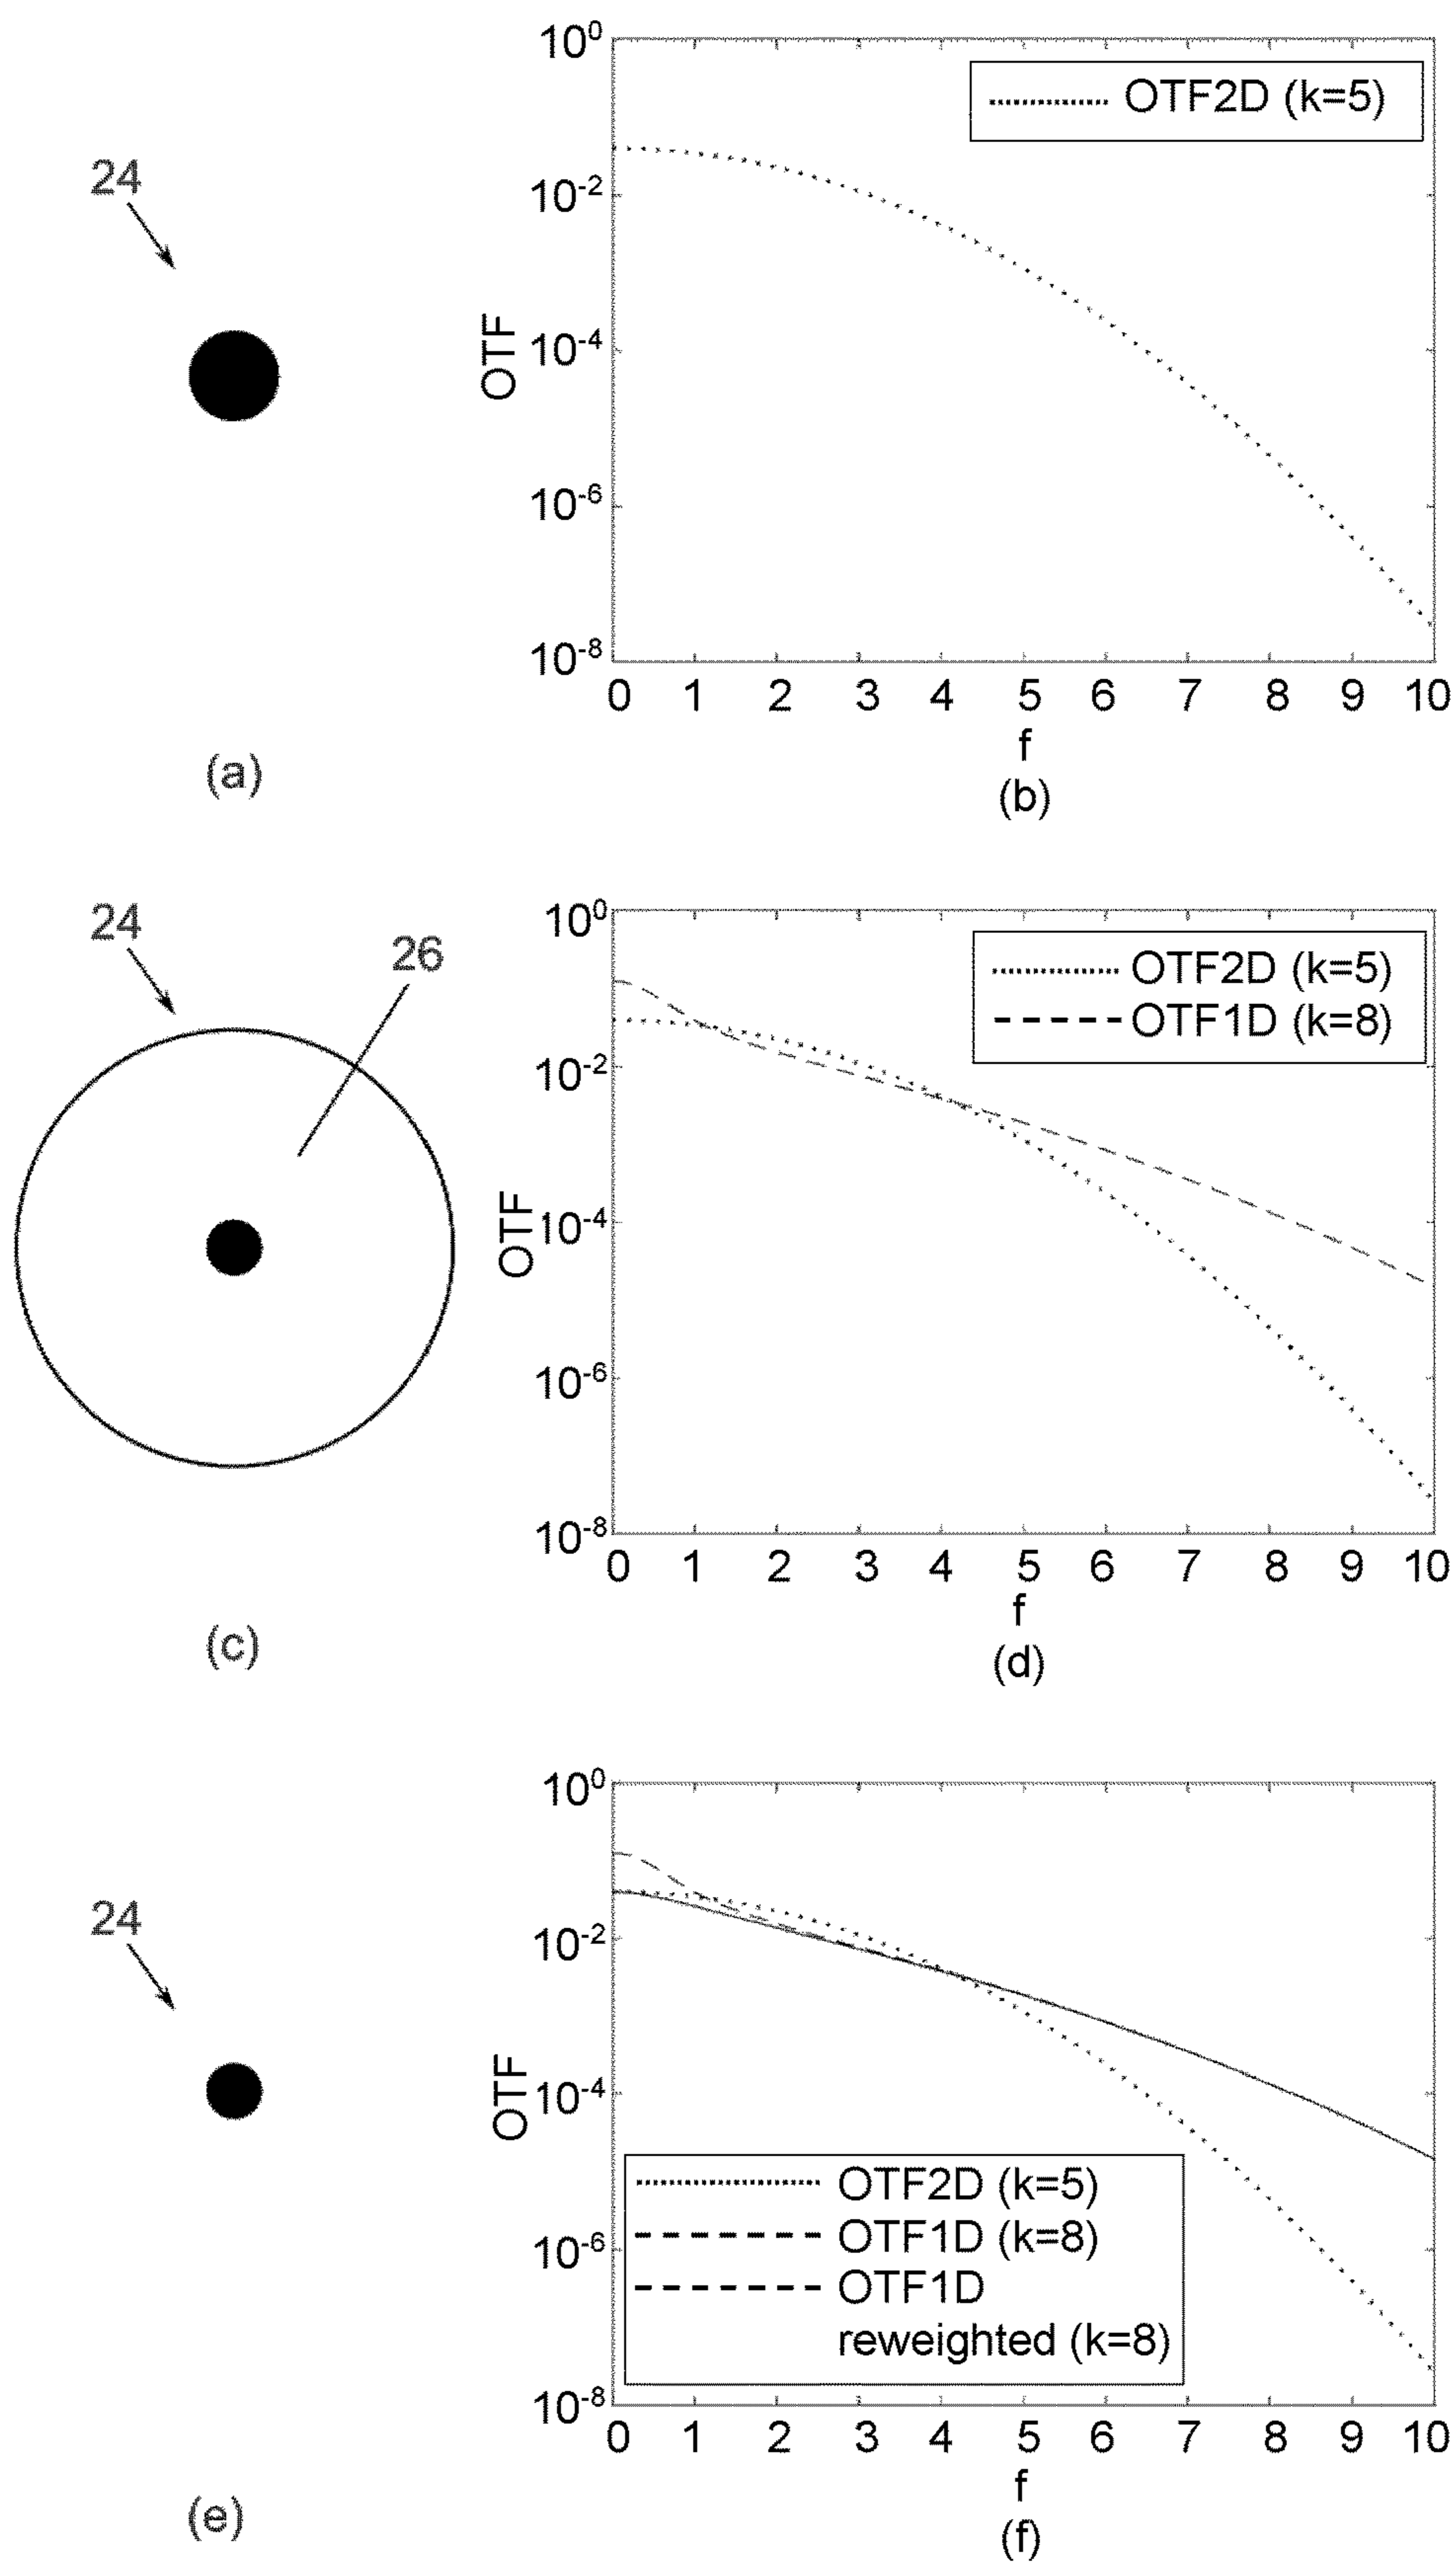 24
10^0
10^-2
10^-4
10^-6
10^-8
OTF
OTF2D (k=5)
0 1 2 3 4 5 6 7 8 9 10
f
(a)
(b)
24
26
10^0
10^-2
10^-4
10^-6
10^-8
OTF
OTF2D (k=5)
OTF1D (k=8)
0 1 2 3 4 5 6 7 8 9 10
f
(c)
(d)
24
10^0
10^-2
10^-4
10^-6
10^-8
OTF
OTF2D (k=5)
OTF1D (k=8)
OTF1D
reweighted (k=8)
0 1 2 3 4 5 6 7 8 9 10
f
(e)
(f)